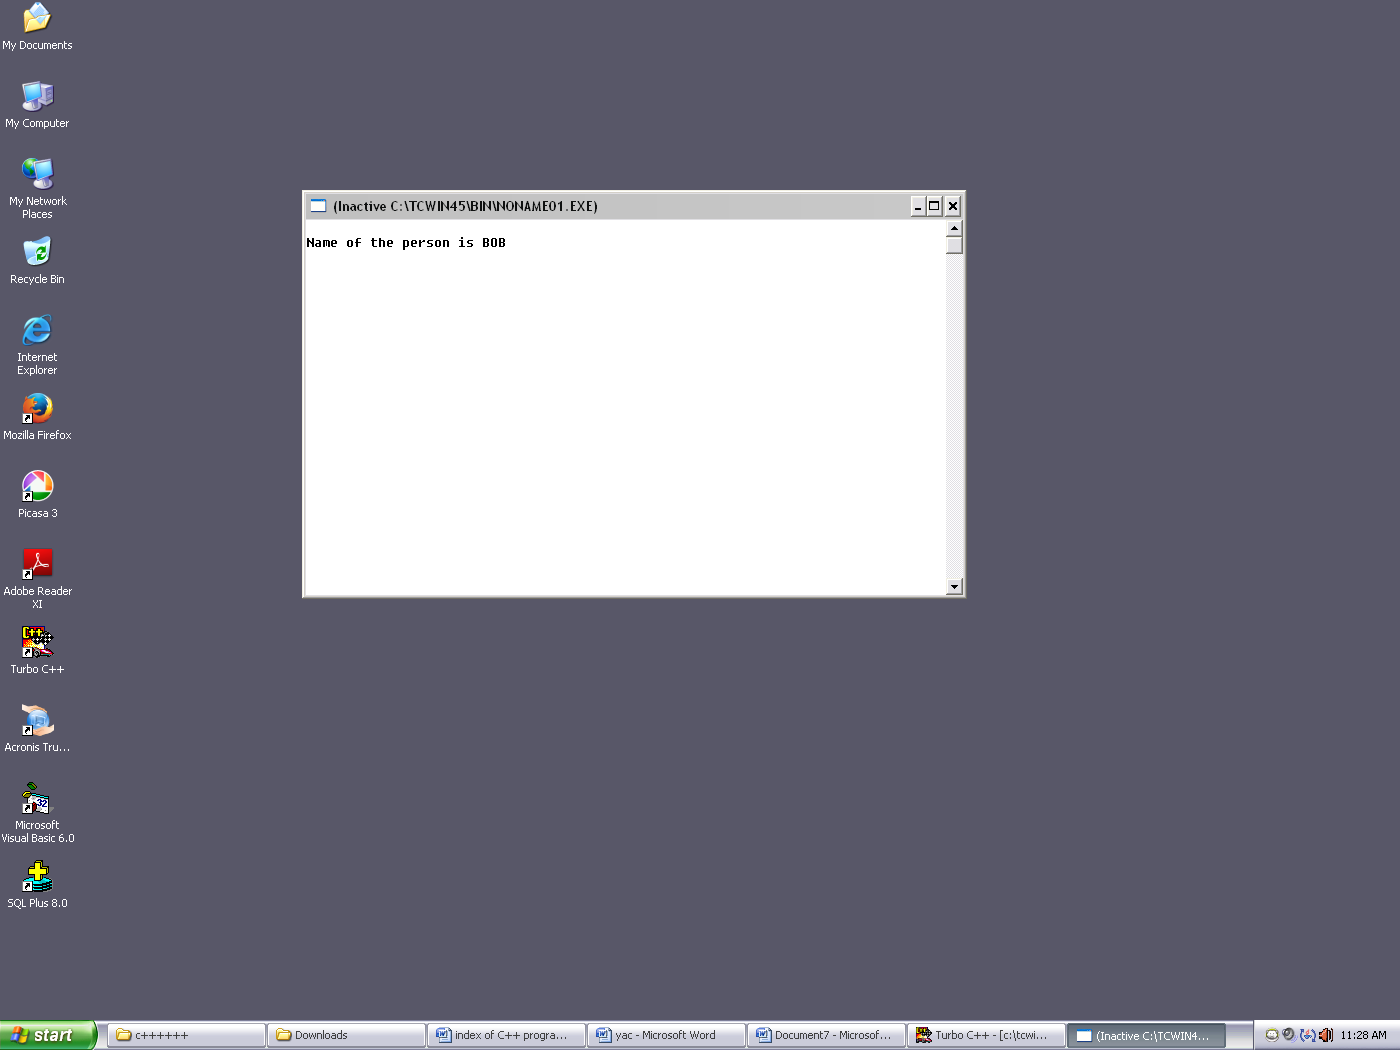 My Documents
My Computer
My Network
Places
Recycle Bin
Internet
Explorer
Mozilla Firefox
Picasa 3
Adobe Reader
XI
C++
Turbo C++
Acronis Tru...
32
Microsoft
Visual Basic 6.0
SQL Plus 8.0
(Inactive C:\TCWIN45\BIN\NONAME01.EXE)
Name of the person is BOB
start
c++++++
Downloads
index of C++ progra...
yac - Microsoft Word
Document7 - Microsof...
Turbo C++ - [c:\tcwi...
(Inactive C:\TCWIN4...
11:28 AM